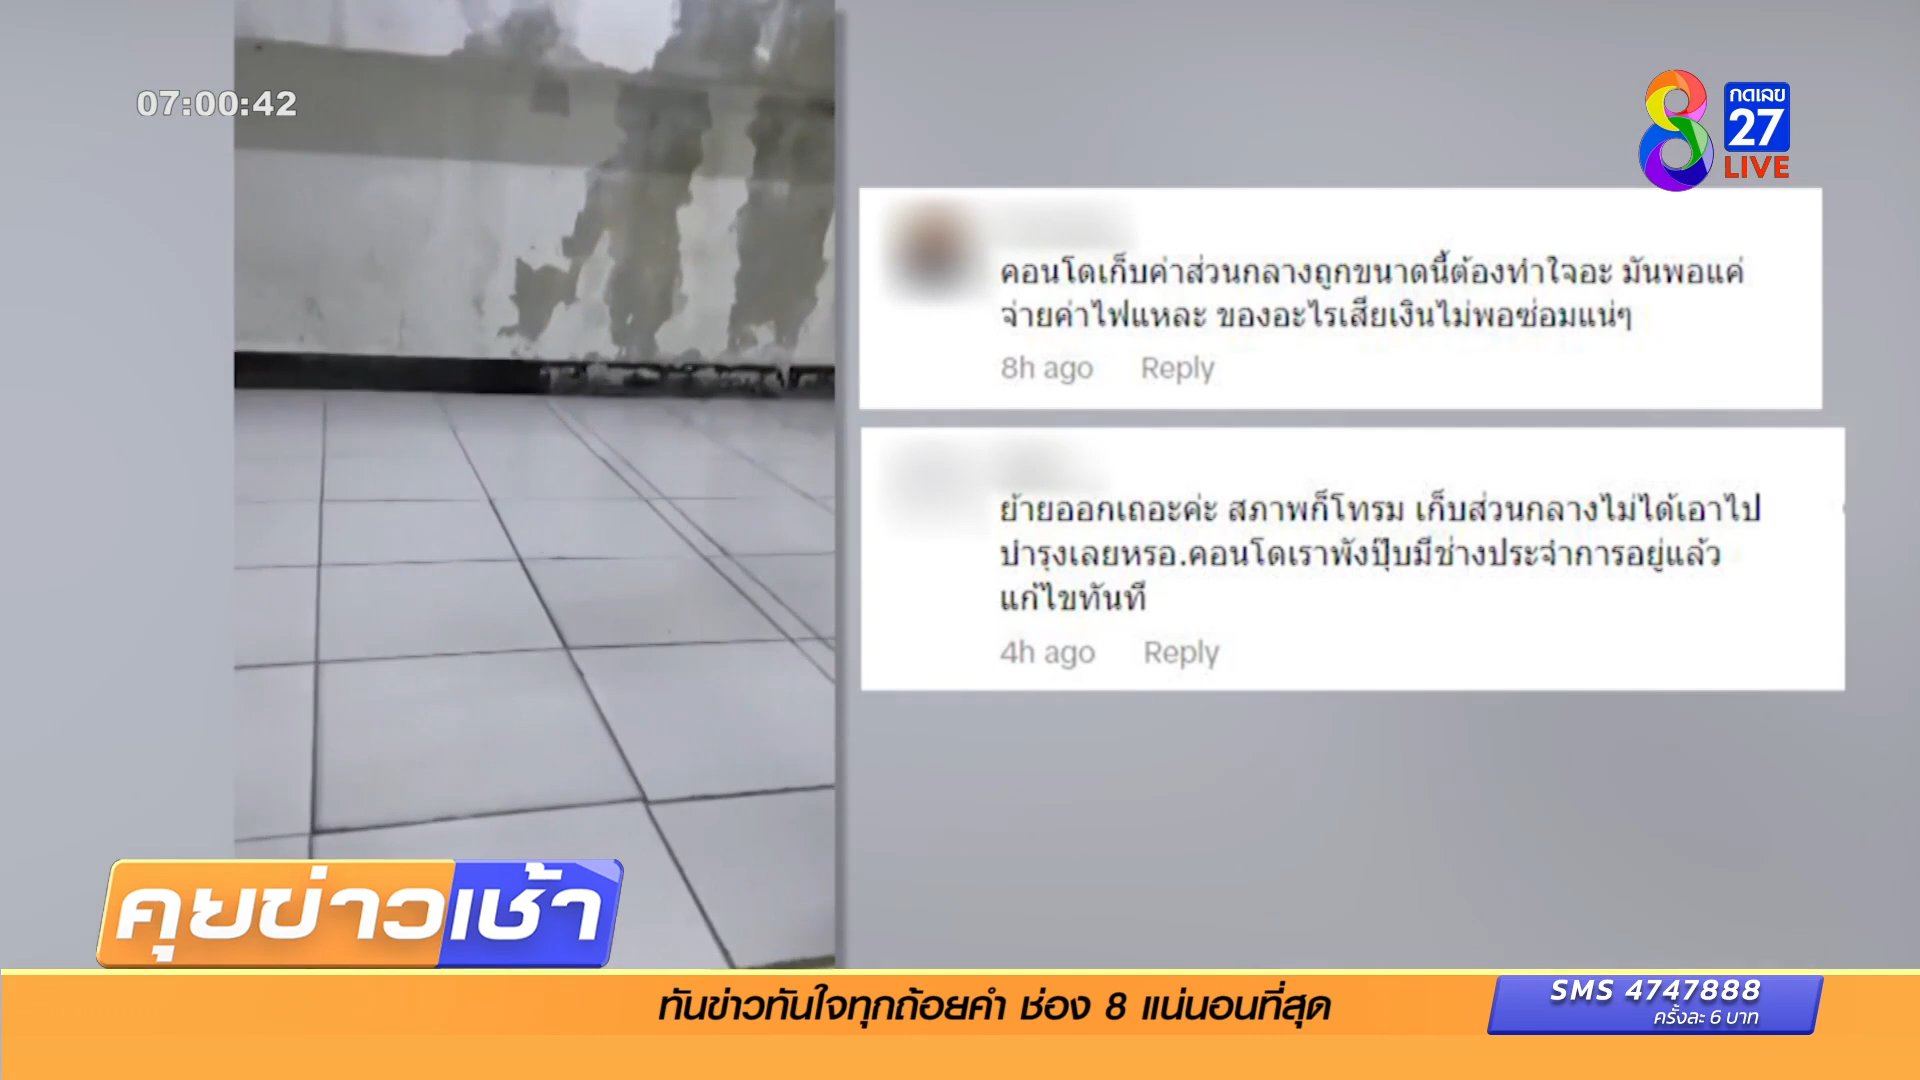 07:00:42
8
กดเลข
27
LIVE
คอนโดเก็บค่าส่วนกลางถูกขนาดนี้ต้องทำใจอะ มันพอแค่
จ่ายค่าไฟแหละ ของอะไรเสียเงินไม่พอซ่อมแน่ๆ
8h ago Reply
ย้ายออกเถอะค่ะ สภาพก็โทรม เก็บส่วนกลางไม่ได้เอาไป
บำรุงเลยหรอ.คอนโดเราพังปุ๊บมีช่างประจำการอยู่แล้ว
แก้ไขทันที
4h ago Reply
คุยข่าวเช้า
ทันข่าวทันใจทุกถ้อยคำ ช่อง 8 แน่นอนที่สุด
SMS 4747888
ครั้งละ 6 บาท